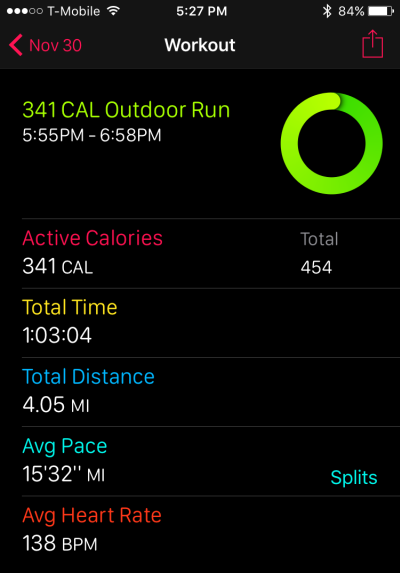 T-Mobile 5:27 PM 84%
Nov 30 Workout
341 CAL Outdoor Run
5:55PM - 6:58PM
Active Calories Total
341 CAL 454
Total Time
1:03:04
Total Distance
4.05 MI
Avg Pace
15'32'' MI Splits
Avg Heart Rate
138 BPM